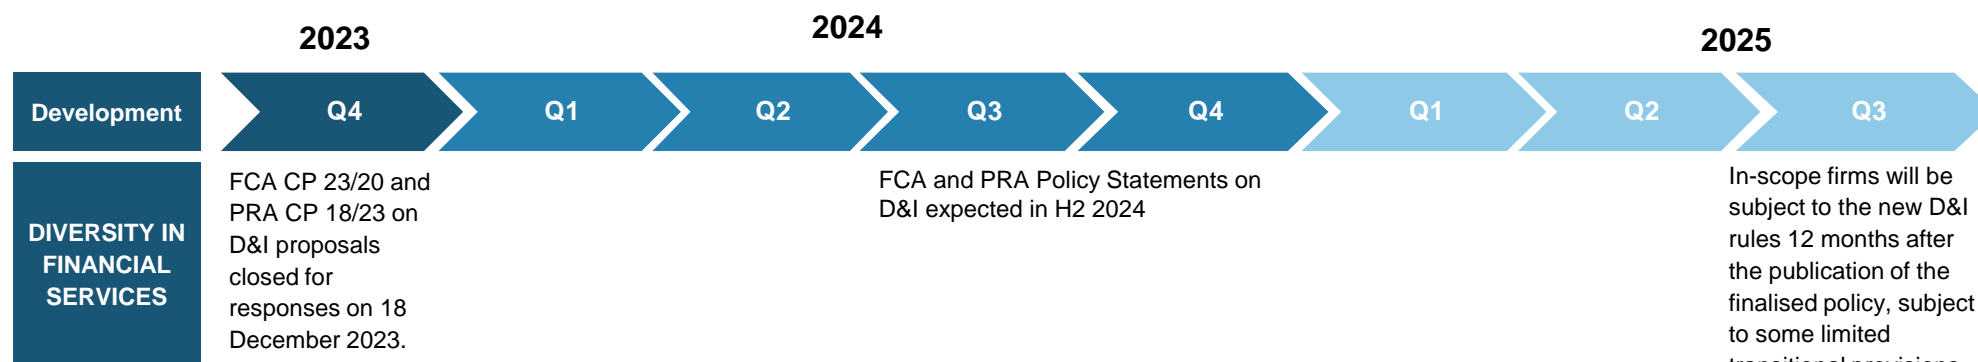 2023
2024
2025
Development
Q4
Q1
Q2
Q3
Q4
Q1
Q2
Q3
DIVERSITY IN
FINANCIAL
SERVICES
FCA CP 23/20 and
PRA CP 18/23 on
D&I proposals
closed for
responses on 18
December 2023.
FCA and PRA Policy Statements on
D&I expected in H2 2024
In-scope firms will be
subject to the new D&I
rules 12 months after
the publication of the
finalised policy, subject
to some limited
transitional provisions